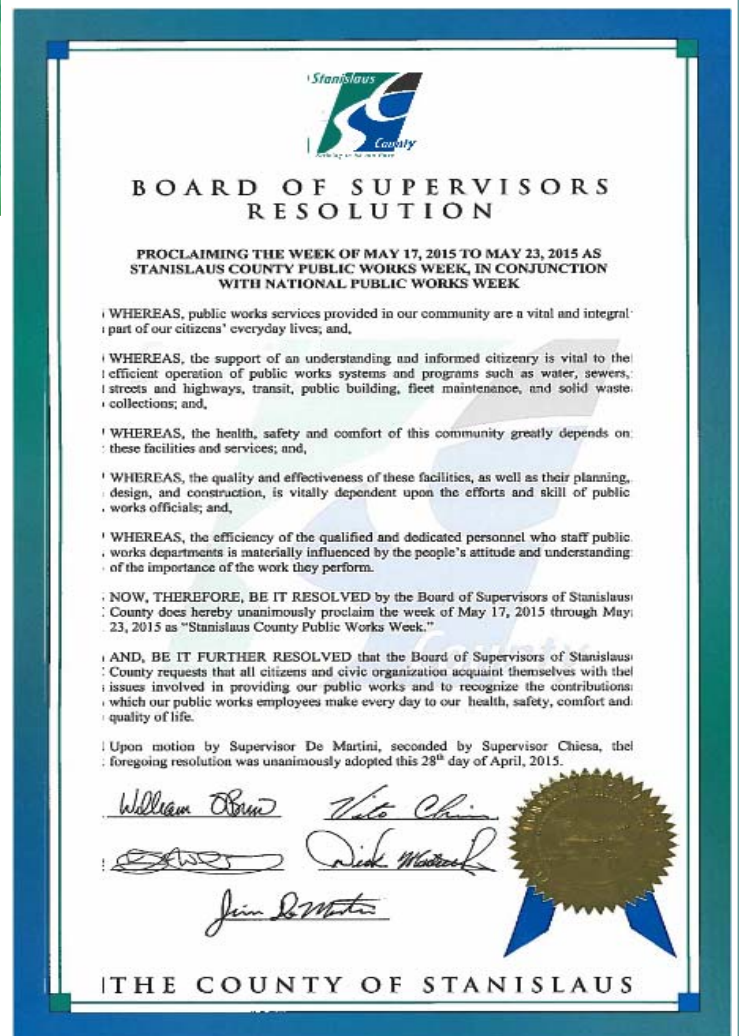 Stanislaus
County
BOARD OF SUPERVISORS
RESOLUTION
PROCLAIMING THE WEEK OF MAY 17, 2015 TO MAY 23, 2015 AS
STANISLAUS COUNTY PUBLIC WORKS WEEK, IN CONJUNCTION
WITH NATIONAL PUBLIC WORKS WEEK
WHEREAS, public works services provided in our community are a vital and integral
part of our citizens' everyday lives; and,
WHEREAS, the support of an understanding and informed citizenry is vital to the
efficient operation of public works systems and programs such as water, sewers,
streets and highways, transit, public building, fleet maintenance, and solid waste
collections; and,
WHEREAS, the health, safety and comfort of this community greatly depends on
these facilities and services; and,
WHEREAS, the quality and effectiveness of these facilities, as well as their planning,
design, and construction, is vitally dependent upon the efforts and skill of public
works officials; and,
WHEREAS, the efficiency of the qualified and dedicated personnel who staff public
works departments is materially influenced by the people's attitude and understanding
of the importance of the work they perform.
NOW, THEREFORE, BE IT RESOLVED by the Board of Supervisors of Stanislaus
County does hereby unanimously proclaim the week of May 17, 2015 through May
23, 2015 as "Stanislaus County Public Works Week."
AND, BE IT FURTHER RESOLVED that the Board of Supervisors of Stanislaus
County requests that all citizens and civic organization acquaint themselves with the
issues involved in providing our public works and to recognize the contributions
which our public works employees make every day to our health, safety, comfort and
quality of life.
Upon motion by Supervisor De Martini, seconded by Supervisor Chiesa, the
foregoing resolution was unanimously adopted this 28th day of April, 2015.
William O'Brien Vito Chiesa
Dick Monteith
Jim DeMartini
THE COUNTY OF STANISLAUS